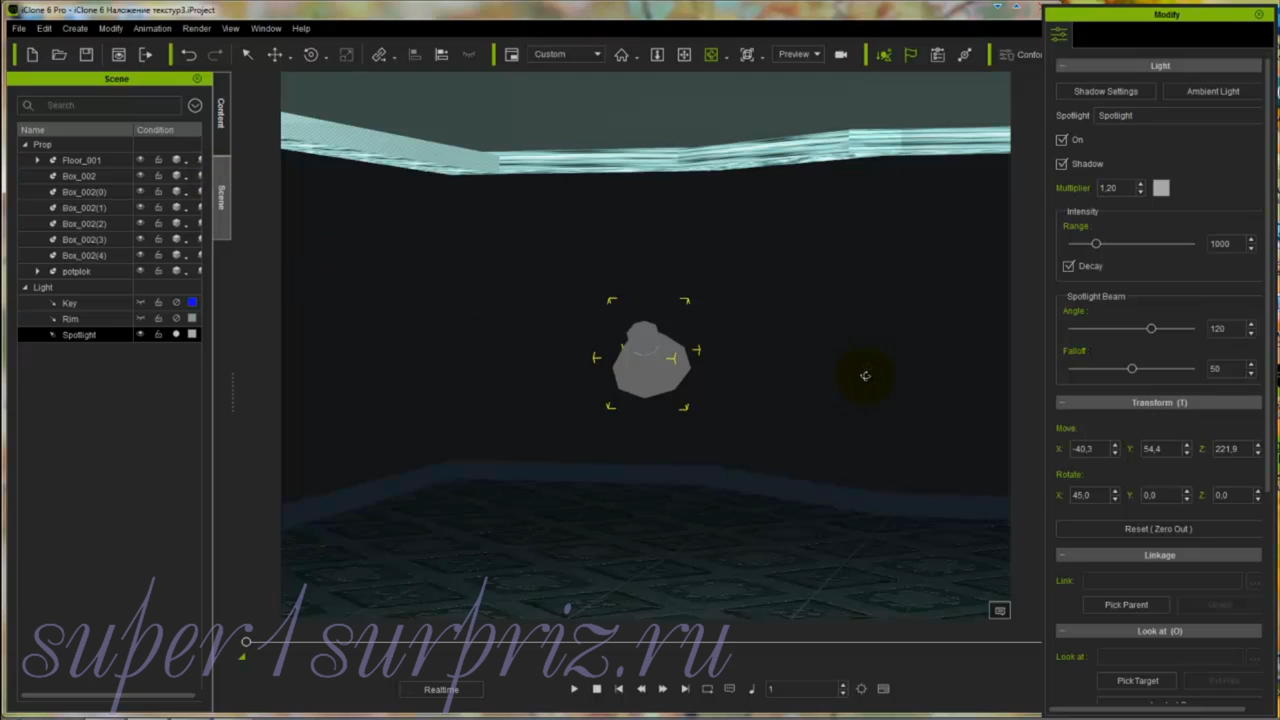 iClone 6 Pro - iClone 6 Наложение текстур3.iProject
File Edit Create Modify Animation Render View Window Help
Custom Preview
Scene
Search
Name Condition
Prop
Floor_001
Box_002
Box_002(0)
Box_002(1)
Box_002(2)
Box_002(3)
Box_002(4)
potplok
Light
Key
Rim
Spotlight
Content
Scene
Modify
Light
Shadow Settings Ambient Light
Spotlight Spotlight
On
Shadow
Multiplier 1,20
Intensity
Range:
1000
Decay
Spotlight Beam
Angle :
120
Falloff :
50
Transform (T)
Move:
X: -40,3 Y: 54,4 Z: 221,9
Rotate:
X: 45,0 Y: 0,0 Z: 0,0
Reset ( Zero Out )
Linkage
Link:
Pick Parent
Look at (O)
Look at :
Pick Target
super1surpriz.ru
Realtime
1